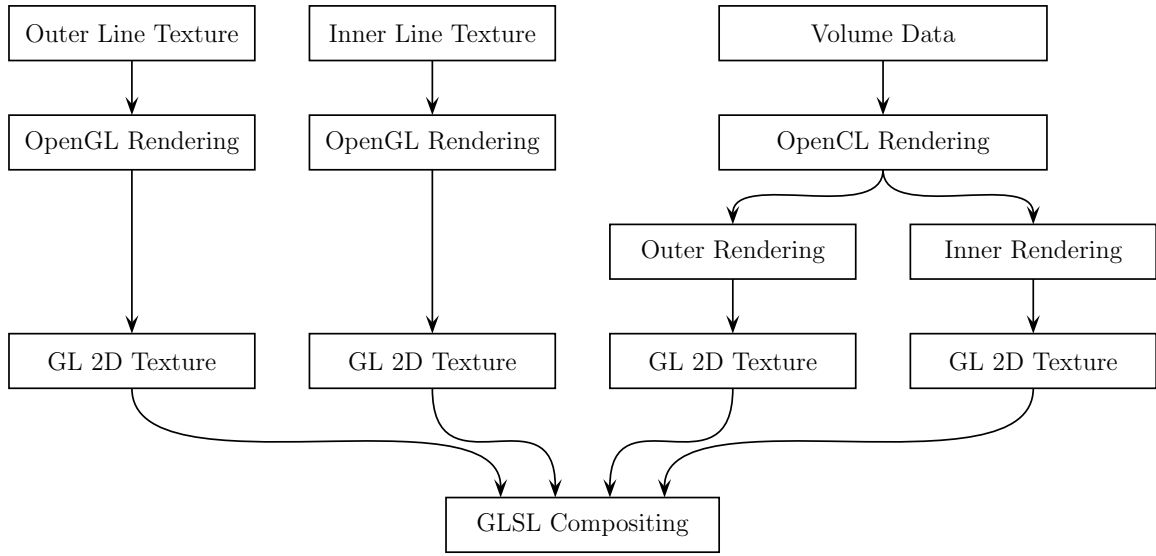 Outer Line Texture
Inner Line Texture
Volume Data
OpenGL Rendering
OpenGL Rendering
OpenCL Rendering
Outer Rendering
Inner Rendering
GL 2D Texture
GL 2D Texture
GL 2D Texture
GL 2D Texture
GLSL Compositing